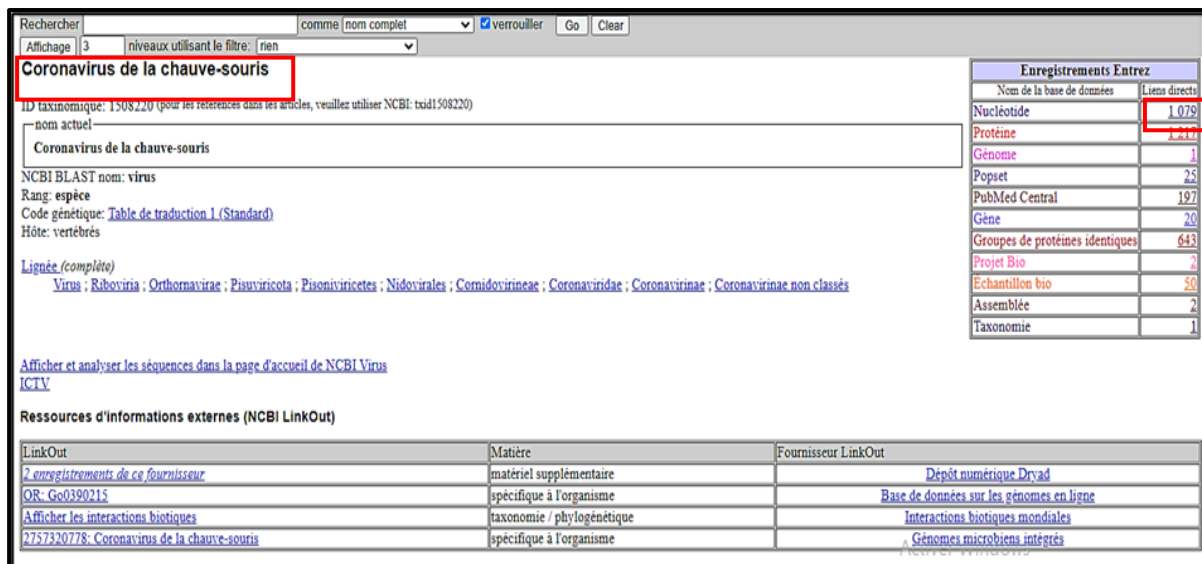 Rechercher comme nom complet verrouiller Go Clear
Affichage 3 niveaux utilisant le filtre: rien
Coronavirus de la chauve-souris
ID taxinomique: 1508220 (pour les références dans les articles, veuillez utiliser NCBI: txid1508220)
nom actuel
Coronavirus de la chauve-souris
NCBI BLAST nom: virus
Rang: espèce
Code génétique: Table de traduction 1 (Standard)
Hôte: vertébrés
Lignée (complète)
Virus ; Riboviria ; Orthornavirae ; Pisuviricota ; Pisoniviricetes ; Nidovirales ; Cornidovirineae ; Coronaviridae ; Coronavirinae ; Coronavirinae non classés
Enregistrements Entrez
Nom de la base de données Liens directs
Nucléotide 1 079
Protéine 1 217
Génome 1
Popset 25
PubMed Central 197
Gène 20
Groupes de protéines identiques 643
Projet Bio 2
Échantillon bio 50
Assemblée 2
Taxonomie 1
Afficher et analyser les séquences dans la page d'accueil de NCBI Virus
ICTV
Ressources d'informations externes (NCBI LinkOut)
LinkOut Matière Fournisseur LinkOut
2 enregistrements de ce fournisseur matériel supplémentaire Dépôt numérique Dryad
OR: Go0390215 spécifique à l'organisme Base de données sur les génomes en ligne
Afficher les interactions biotiques taxonomie / phylogénétique Interactions biotiques mondiales
2757320778: Coronavirus de la chauve-souris spécifique à l'organisme Génomes microbiens intégrés
Activer Windows